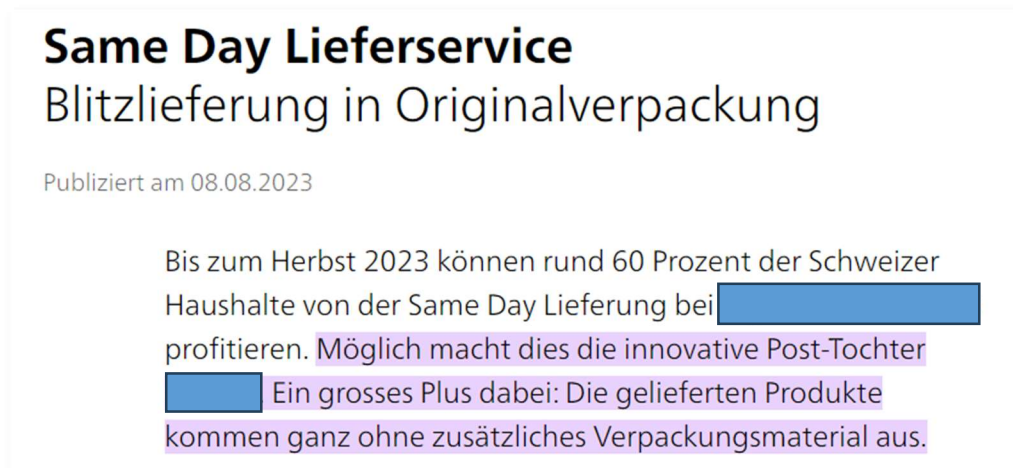 Same Day Lieferservice
Blitzlieferung in Originalverpackung
Publiziert am 08.08.2023
Bis zum Herbst 2023 können rund 60 Prozent der Schweizer
Haushalte von der Same Day Lieferung bei
profitieren. Möglich macht dies die innovative Post-Tochter
. Ein grosses Plus dabei: Die gelieferten Produkte
kommen ganz ohne zusätzliches Verpackungsmaterial aus.